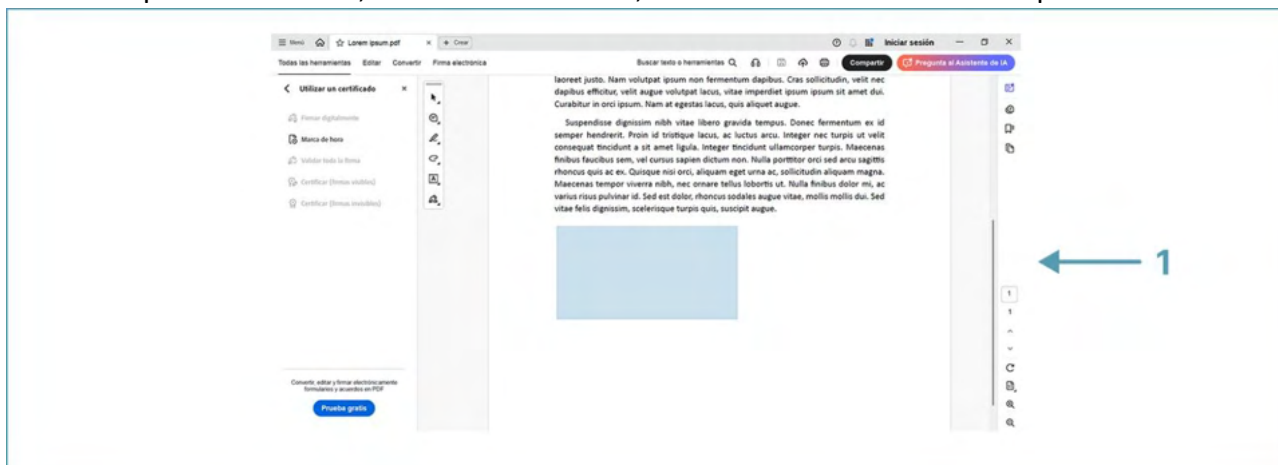 Menú
Lorem ipsum.pdf
Crear
Iniciar sesión
Todas las herramientas Editar Convertir Firma electrónica
Buscar texto o herramientas
Compartir
Pregunta al Asistente de IA
Utilizar un certificado
Firmar digitalmente
Marca de hora
Validar todo la firma
Certificar (firmas visibles)
Certificar (firmas invisibles)
laoreet justo. Nam volutpat ipsum non fermentum dapibus. Cras sollicitudin, velit nec
dapibus efficitur, velit augue volutpat lacus, vitae imperdiet ipsum ipsum sit amet dui.
Curabitur in orci ipsum. Nam at egestas lacus, quis aliquet augue.
Suspendisse dignissim nibh vitae libero gravida tempus. Donec fermentum ex id
semper hendrerit. Proin id tristique lacus, ac luctus arcu. Integer nec turpis ut velit
consequat tincidunt a sit amet ligula. Integer tincidunt ullamcorper turpis. Maecenas
finibus faucibus sem, vel cursus sapien dictum non. Nulla porttitor orci sed arcu sagittis
rhoncus quis ac ex. Quisque nisi orci, aliquam eget urna ac, sollicitudin aliquam magna.
Maecenas tempor viverra nibh, nec ornare tellus lobortis ut. Nulla finibus dolor mi, ac
varius risus pulvinar id. Sed est dolor, rhoncus sodales augue vitae, mollis mollis dui. Sed
vitae felis dignissim, scelerisque turpis quis, suscipit augue.
1
1
1
Convertir, editar y firmar electrónicamente
formularios y acuerdos en PDF
Prueba gratis